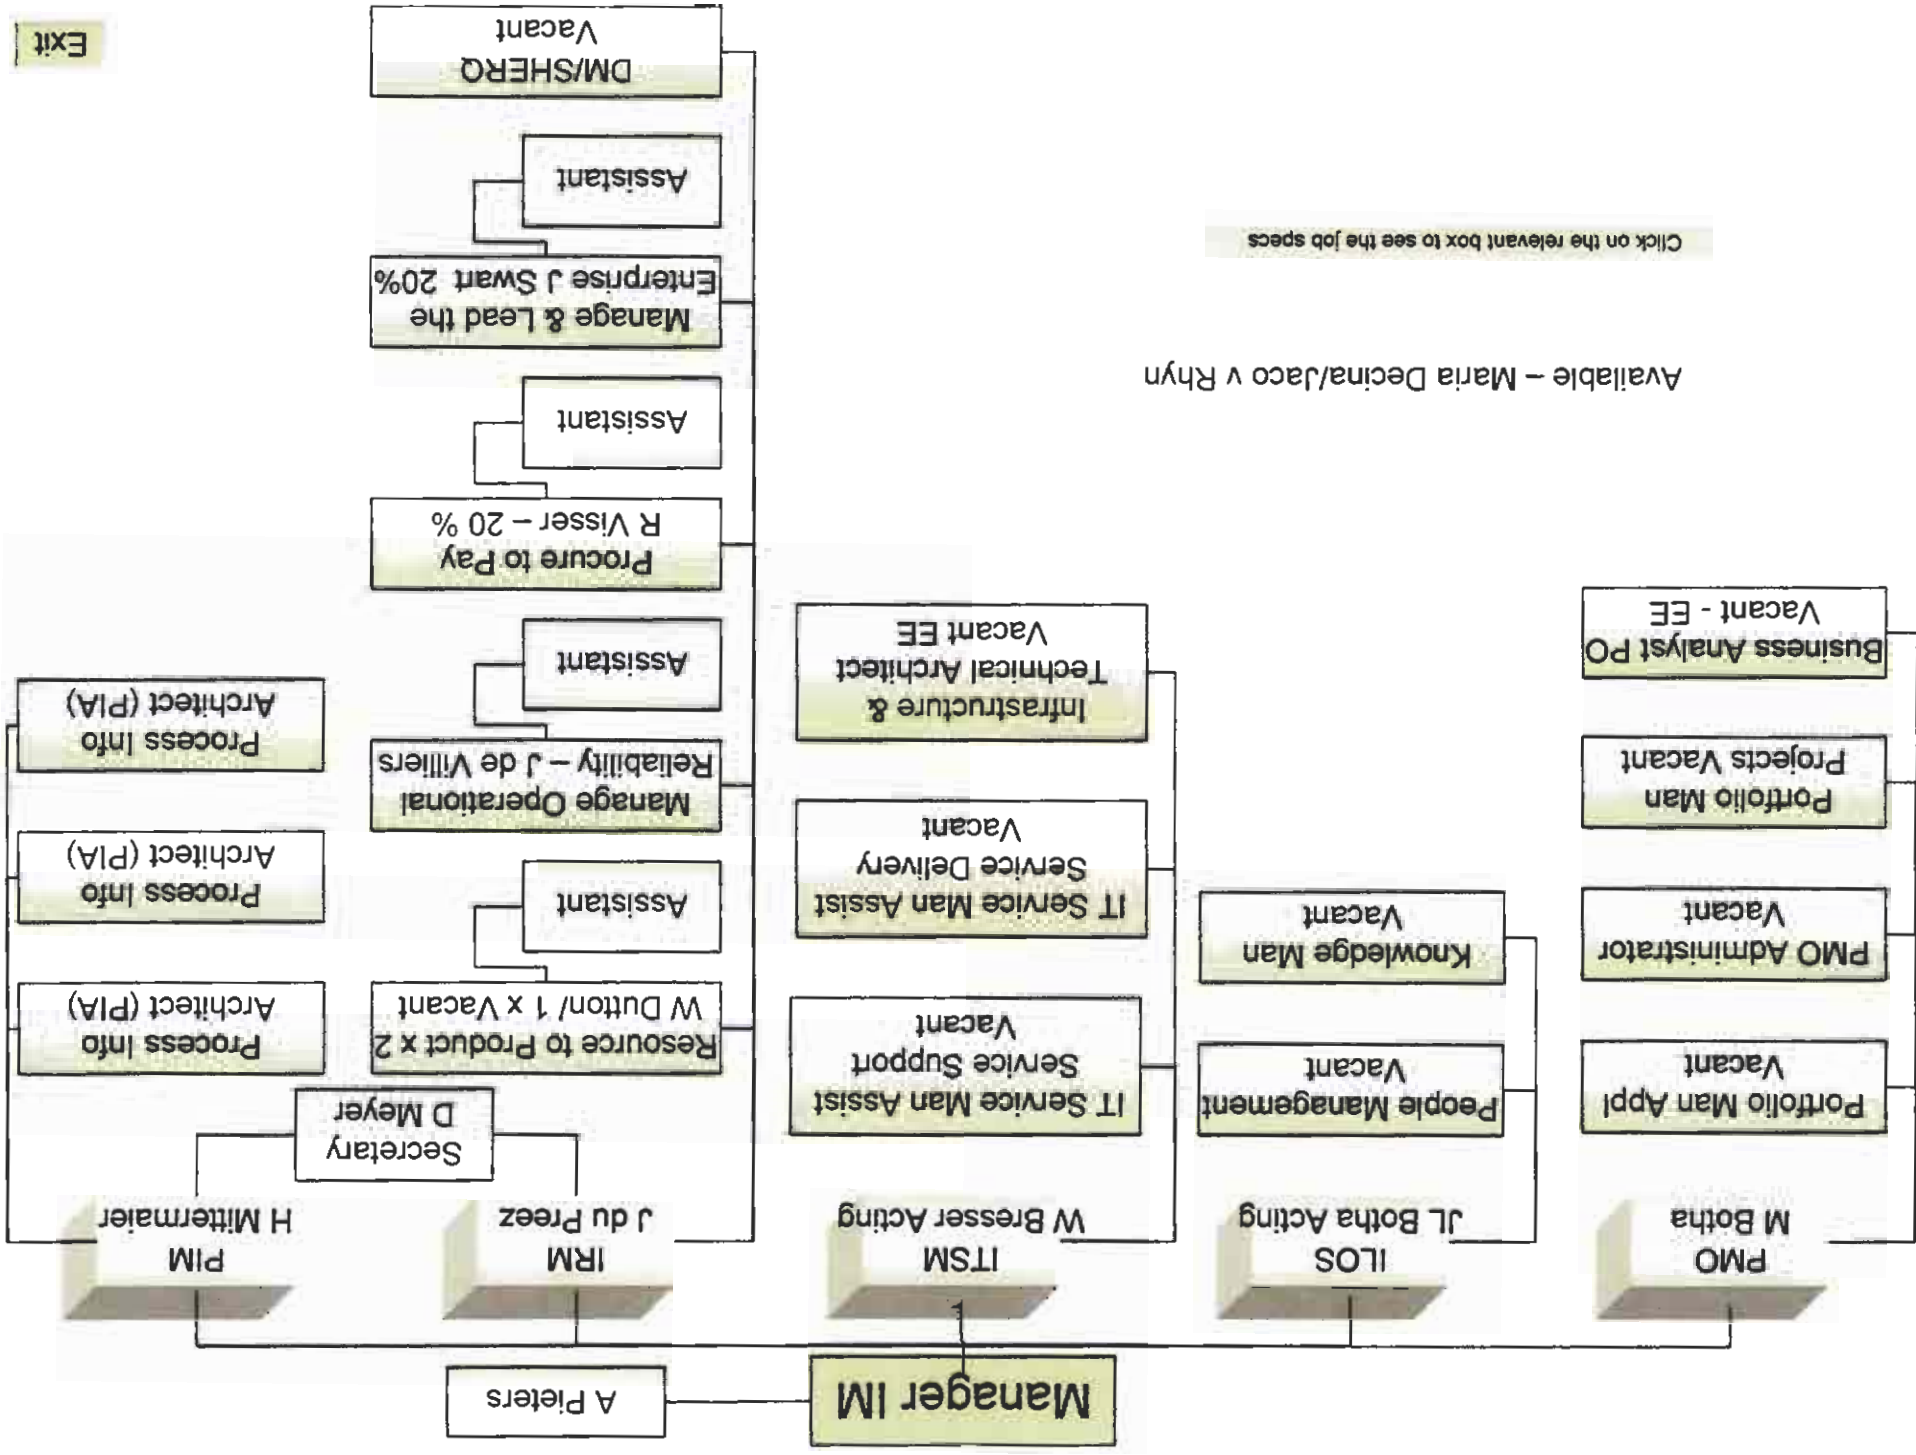 Manager IM
A Pieters
PMO
M Botha
ILOS
JL Botha Acting
ITSM
W Bresser Acting
IRM
J du Preez
PIM
H Mittermaier
Secretary
D Meyer
Portfolio Man Appl
Vacant
PMO Administrator
Vacant
Portfolio Man
Projects Vacant
Business Analyst PO
Vacant - EE
People Management
Vacant
Knowledge Man
Vacant
IT Service Man Assist
Service Support
Vacant
IT Service Man Assist
Service Delivery
Vacant
Infrastructure &
Technical Architect
Vacant EE
Resource to Product x 2
W Dutton/ 1 x Vacant
Assistant
Manage Operational
Reliability – J de Villiers
Assistant
Procure to Pay
R Visser – 20 %
Assistant
Manage & Lead the
Enterprise J Swart 20%
Assistant
DM/SHERQ
Vacant
Process Info
Architect (PIA)
Process Info
Architect (PIA)
Process Info
Architect (PIA)
Available – Maria Decina/Jaco v Rhyn
Click on the relevant box to see the job specs
Exit